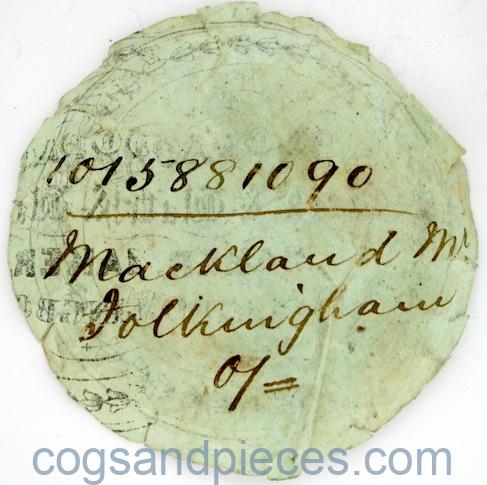 1015881090
Mackland Mr
Folkingham
0/=
cogsandpieces.com